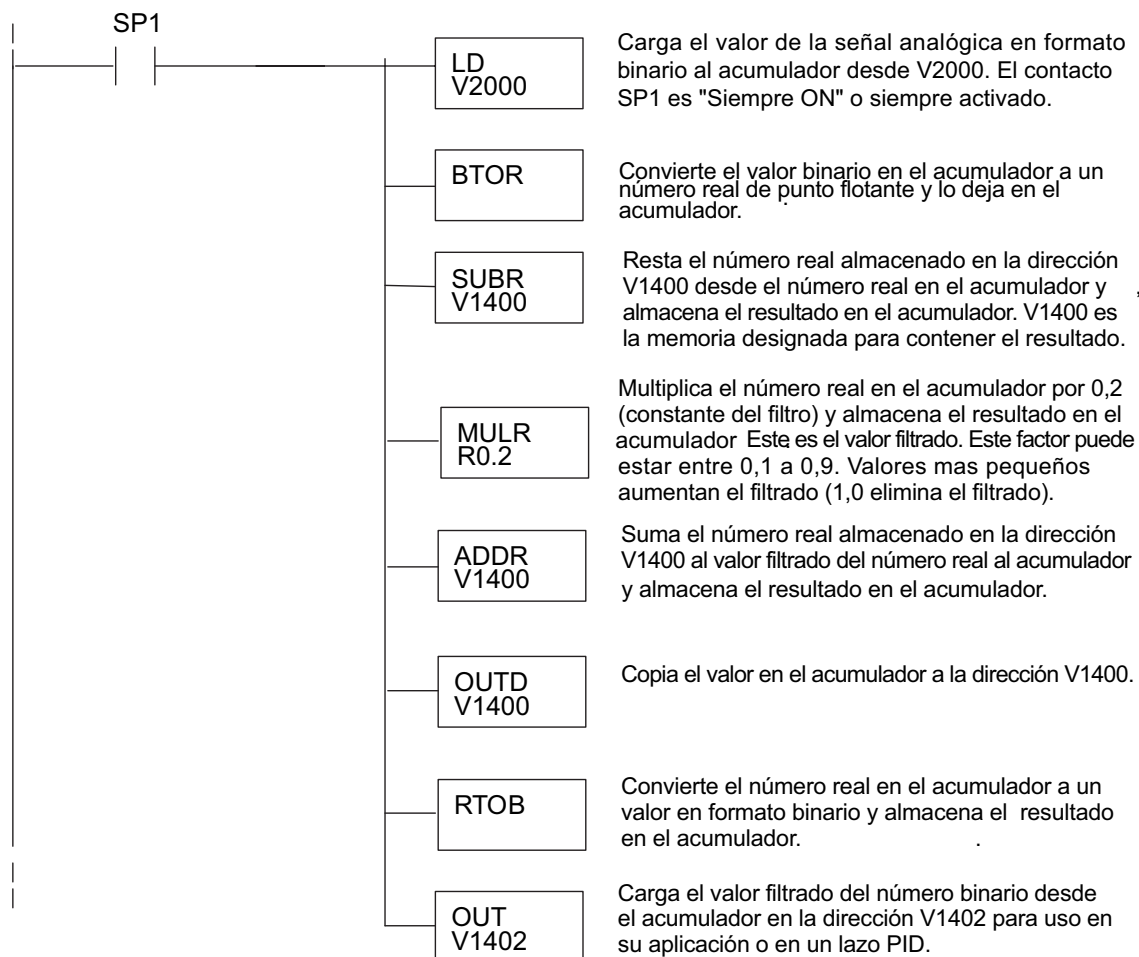 SP1
LD
V2000
Carga el valor de la señal analógica en formato
binario al acumulador desde V2000. El contacto
SP1 es "Siempre ON" o siempre activado.
BTOR
Convierte el valor binario en el acumulador a un
número real de punto flotante y lo deja en el
acumulador.
SUBR
V1400
Resta el número real almacenado en la dirección
V1400 desde el número real en el acumulador y ,
almacena el resultado en el acumulador. V1400 es
la memoria designada para contener el resultado.
MULR
R0.2
Multiplica el número real en el acumulador por 0,2
(constante del filtro) y almacena el resultado en el
acumulador Este. es el valor filtrado. Este factor puede
estar entre 0,1 a 0,9. Valores mas pequeños
aumentan el filtrado (1,0 elimina el filtrado).
ADDR
V1400
Suma el número real almacenado en la dirección
V1400 al valor filtrado del número real al acumulador
y almacena el resultado en el acumulador.
OUTD
V1400
Copia el valor en el acumulador a la dirección V1400.
RTOB
Convierte el número real en el acumulador a un
valor en formato binario y almacena el resultado
en el acumulador. .
OUT
V1402
Carga el valor filtrado del número binario desde
el acumulador en la dirección V1402 para uso en
su aplicación o en un lazo PID.